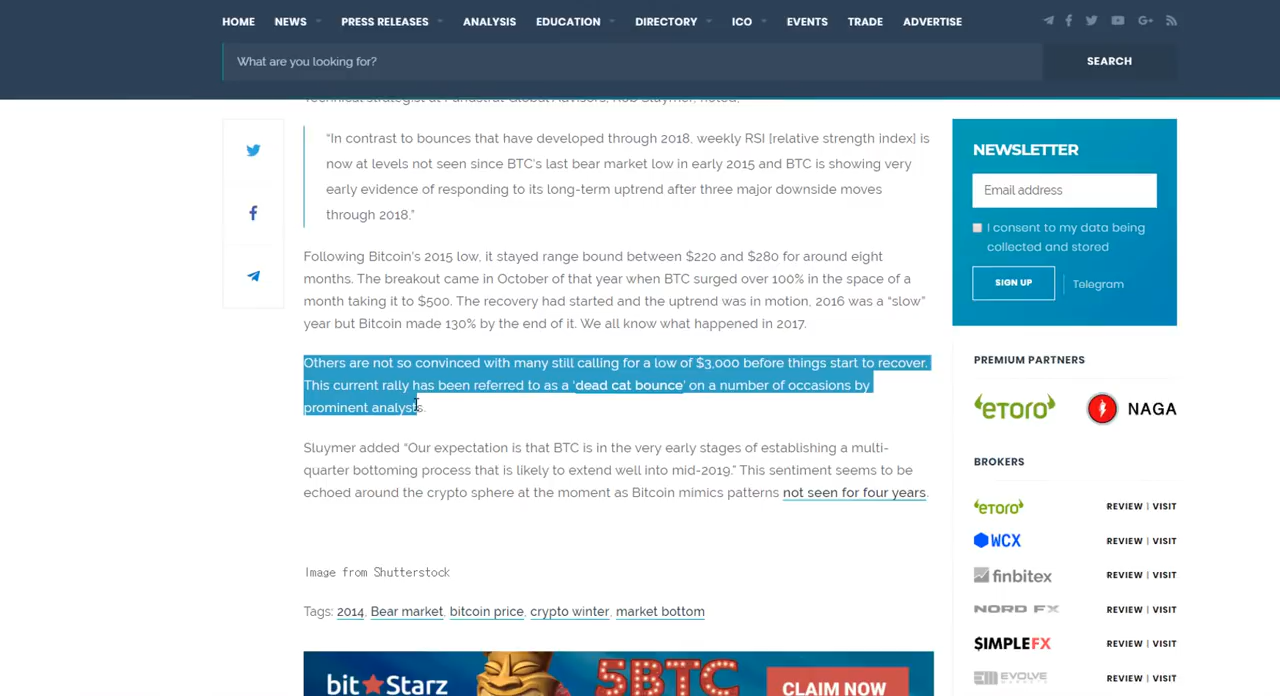 HOME NEWS PRESS RELEASES ANALYSIS EDUCATION DIRECTORY ICO EVENTS TRADE ADVERTISE
What are you looking for?
SEARCH
Technical strategist at Fundstrat Global Advisors, Rob Sluymer, noted;
“In contrast to bounces that have developed through 2018, weekly RSI [relative strength index] is
now at levels not seen since BTC’s last bear market low in early 2015 and BTC is showing very
early evidence of responding to its long-term uptrend after three major downside moves
through 2018.”
Following Bitcoin’s 2015 low, it stayed range bound between $220 and $280 for around eight
months. The breakout came in October of that year when BTC surged over 100% in the space of a
month taking it to $500. The recovery had started and the uptrend was in motion, 2016 was a “slow”
year but Bitcoin made 130% by the end of it. We all know what happened in 2017.
Others are not so convinced with many still calling for a low of $3,000 before things start to recover.
This current rally has been referred to as a ‘dead cat bounce’ on a number of occasions by
prominent analysts.
Sluymer added “Our expectation is that BTC is in the very early stages of establishing a multi-
quarter bottoming process that is likely to extend well into mid-2019.” This sentiment seems to be
echoed around the crypto sphere at the moment as Bitcoin mimics patterns not seen for four years.
Image from Shutterstock
Tags: 2014, Bear market, bitcoin price, crypto winter, market bottom
bitStarz
5BTC
CLAIM NOW
NEWSLETTER
Email address
I consent to my data being
collected and stored
SIGN UP
Telegram
PREMIUM PARTNERS
eToro
NAGA
BROKERS
eToro REVIEW | VISIT
WCX REVIEW | VISIT
finbitex REVIEW | VISIT
NORD FX REVIEW | VISIT
SIMPLEFX REVIEW | VISIT
EVOLVE MARKETS REVIEW | VISIT